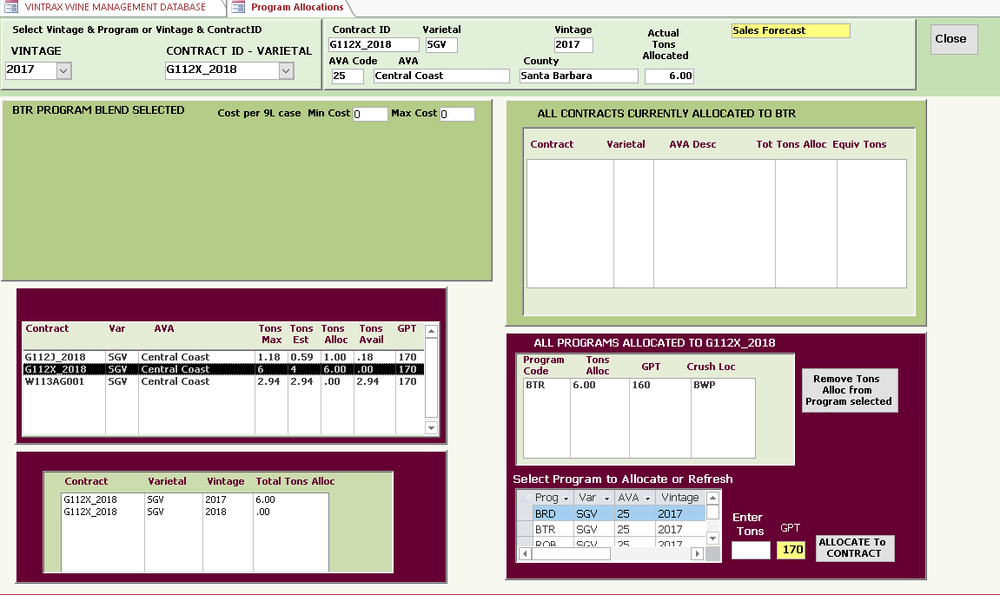 VINTRAX WINE MANAGEMENT DATABASE
Program Allocations
Select Vintage & Program or Vintage & ContractID
VINTAGE
CONTRACT ID - VARIETAL
2017
G112X_2018
Contract ID
Varietal
Vintage
Actual Tons Allocated
G112X_2018
SGV
2017
AVA Code
AVA
County
25
Central Coast
Santa Barbara
6.00
Sales Forecast
Close
BTR PROGRAM BLEND SELECTED
Cost per 9L case Min Cost 0 Max Cost 0
ALL CONTRACTS CURRENTLY ALLOCATED TO BTR
Contract Varietal AVA Desc Tot Tons Alloc Equiv Tons
Contract Var AVA Tons Max Tons Est Tons Alloc Tons Avail GPT
G112J_2018 SGV Central Coast 1.18 0.59 1.00 .18 170
G112X_2018 SGV Central Coast 6 4 6.00 .00 170
W113AG001 SGV Central Coast 2.94 2.94 .00 2.94 170
Contract Varietal Vintage Total Tons Alloc
G112X_2018 SGV 2017 6.00
G112X_2018 SGV 2018 .00
ALL PROGRAMS ALLOCATED TO G112X_2018
Program Code Tons Alloc GPT Crush Loc
BTR 6.00 160 BWP
Remove Tons
Alloc from
Program selected
Select Program to Allocate or Refresh
Prog Var AVA Vintage
BRD SGV 25 2017
BTR SGV 25 2017
ROB SGV 25 2017
Enter
Tons
GPT
170
ALLOCATE To
CONTRACT